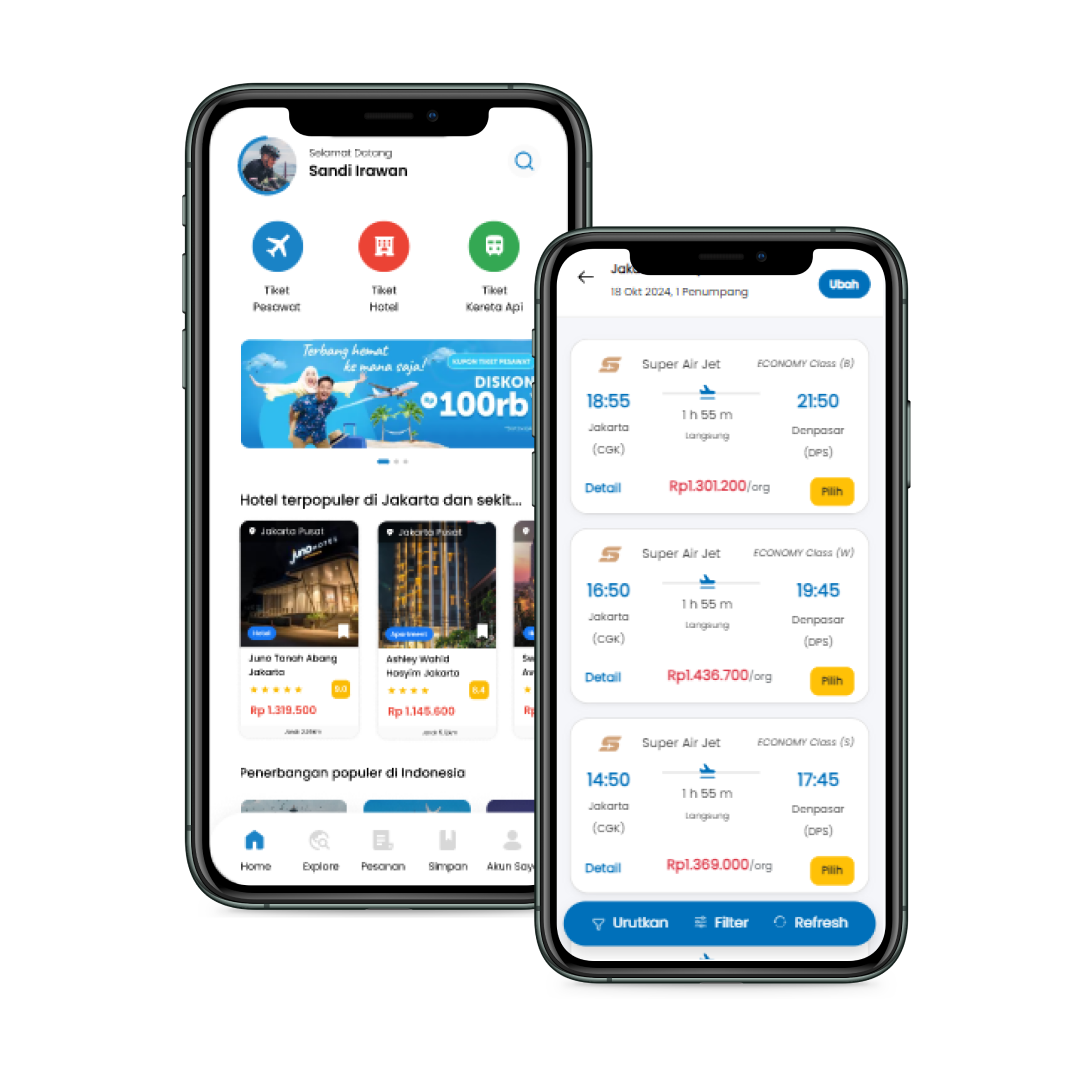 Selamat Datang
Sandi Irawan
Tiket
Pesawat
Tiket
Hotel
Tiket
Kereta Api
Terbang hemat
ke mana saja!
KUPON TIKET PESAWAT
DISKON
Rp 100rb
Hotel terpopuler di Jakarta dan sekit...
Jakarta Pusat
juno HOTEL
Hotel
Juno Tanah Abang
Jakarta
9.0
Rp 1.319.500
Jakarta Pusat
Apartment
Ashley Wahid
Hasyim Jakarta
6.4
Rp 1.145.600
Penerbangan populer di Indonesia
Home
Explore
Pesanan
Simpan
Akun Say
18 Okt 2024, 1 Penumpang
Ubah
Super Air Jet
ECONOMY Class (B)
18:55
21:50
1 h 55 m
Jakarta
Langsung
Denpasar
(CGK)
(DPS)
Detail
Rp1.301.200/org
Pilih
Super Air Jet
ECONOMY Class (W)
16:50
19:45
1 h 55 m
Jakarta
Langsung
Denpasar
(CGK)
(DPS)
Detail
Rp1.436.700/org
Pilih
Super Air Jet
ECONOMY Class (S)
14:50
17:45
1 h 55 m
Jakarta
Langsung
Denpasar
(CGK)
(DPS)
Detail
Rp1.369.000/org
Pilih
Urutkan
Filter
Refresh